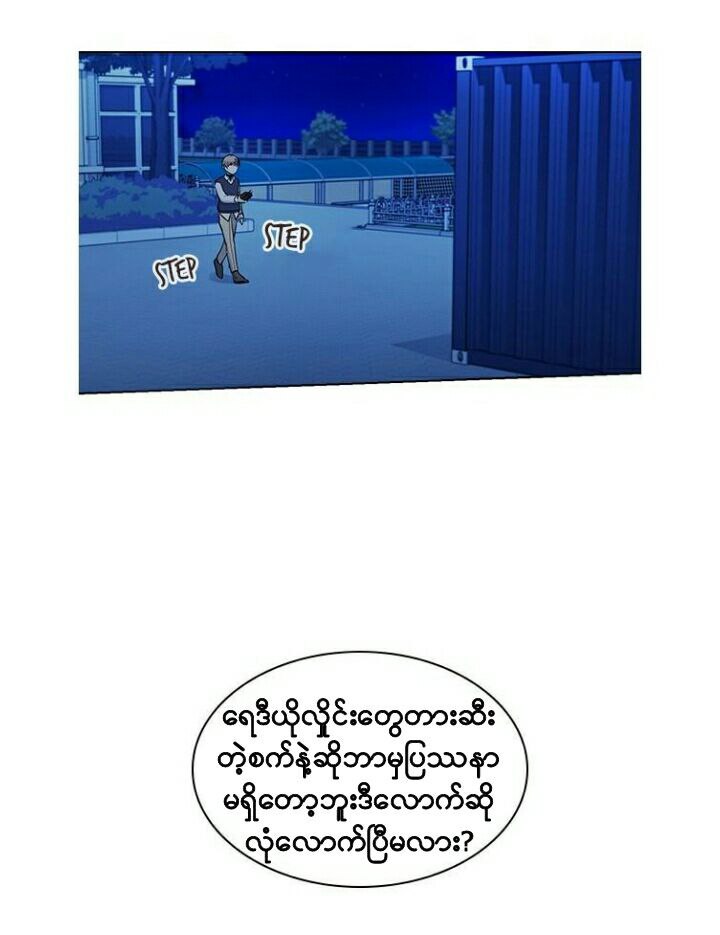 STEP
STEP
ရေဒီယိုလှိုင်းတွေတားဆီး
တဲ့စက်နဲ့ဆိုဘာမှပြဿနာ
မရှိတော့ဘူးဒီလောက်ဆို
လုံလောက်ပြီမလား?